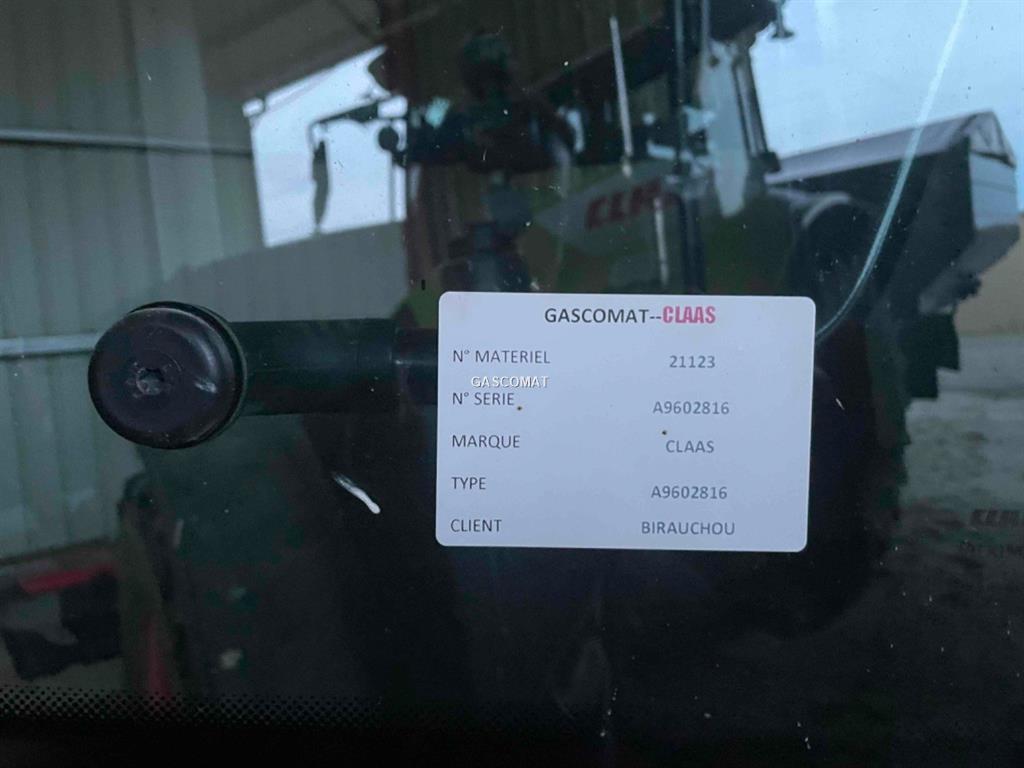 GASCOMAT--CLAAS
N° MATERIEL 21123
GASCOMAT
N° SERIE A9602816
MARQUE CLAAS
TYPE A9602816
CLIENT BIRAUCHOU